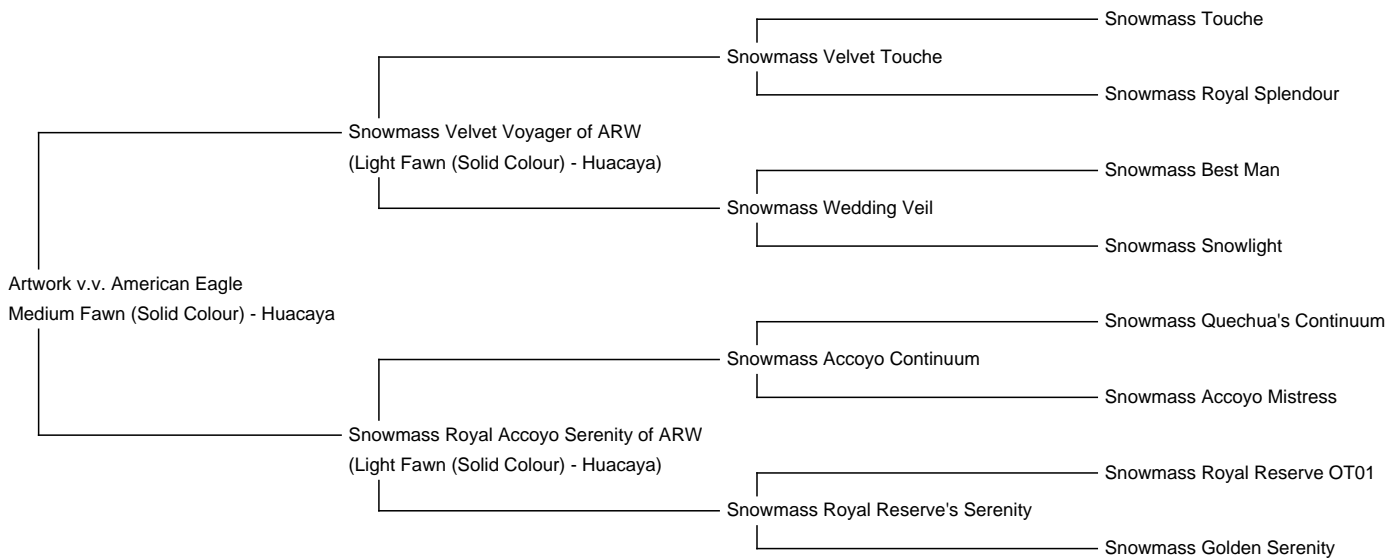 Snowmass Touche
Snowmass Velvet Touche
Snowmass Royal Splendour
Snowmass Velvet Voyager of ARW
(Light Fawn (Solid Colour) - Huacaya)
Snowmass Best Man
Snowmass Wedding Veil
Snowmass Snowlight
Artwork v.v. American Eagle
Medium Fawn (Solid Colour) - Huacaya
Snowmass Quechua's Continuum
Snowmass Accoyo Continuum
Snowmass Accoyo Mistress
Snowmass Royal Accoyo Serenity of ARW
(Light Fawn (Solid Colour) - Huacaya)
Snowmass Royal Reserve OT01
Snowmass Royal Reserve's Serenity
Snowmass Golden Serenity